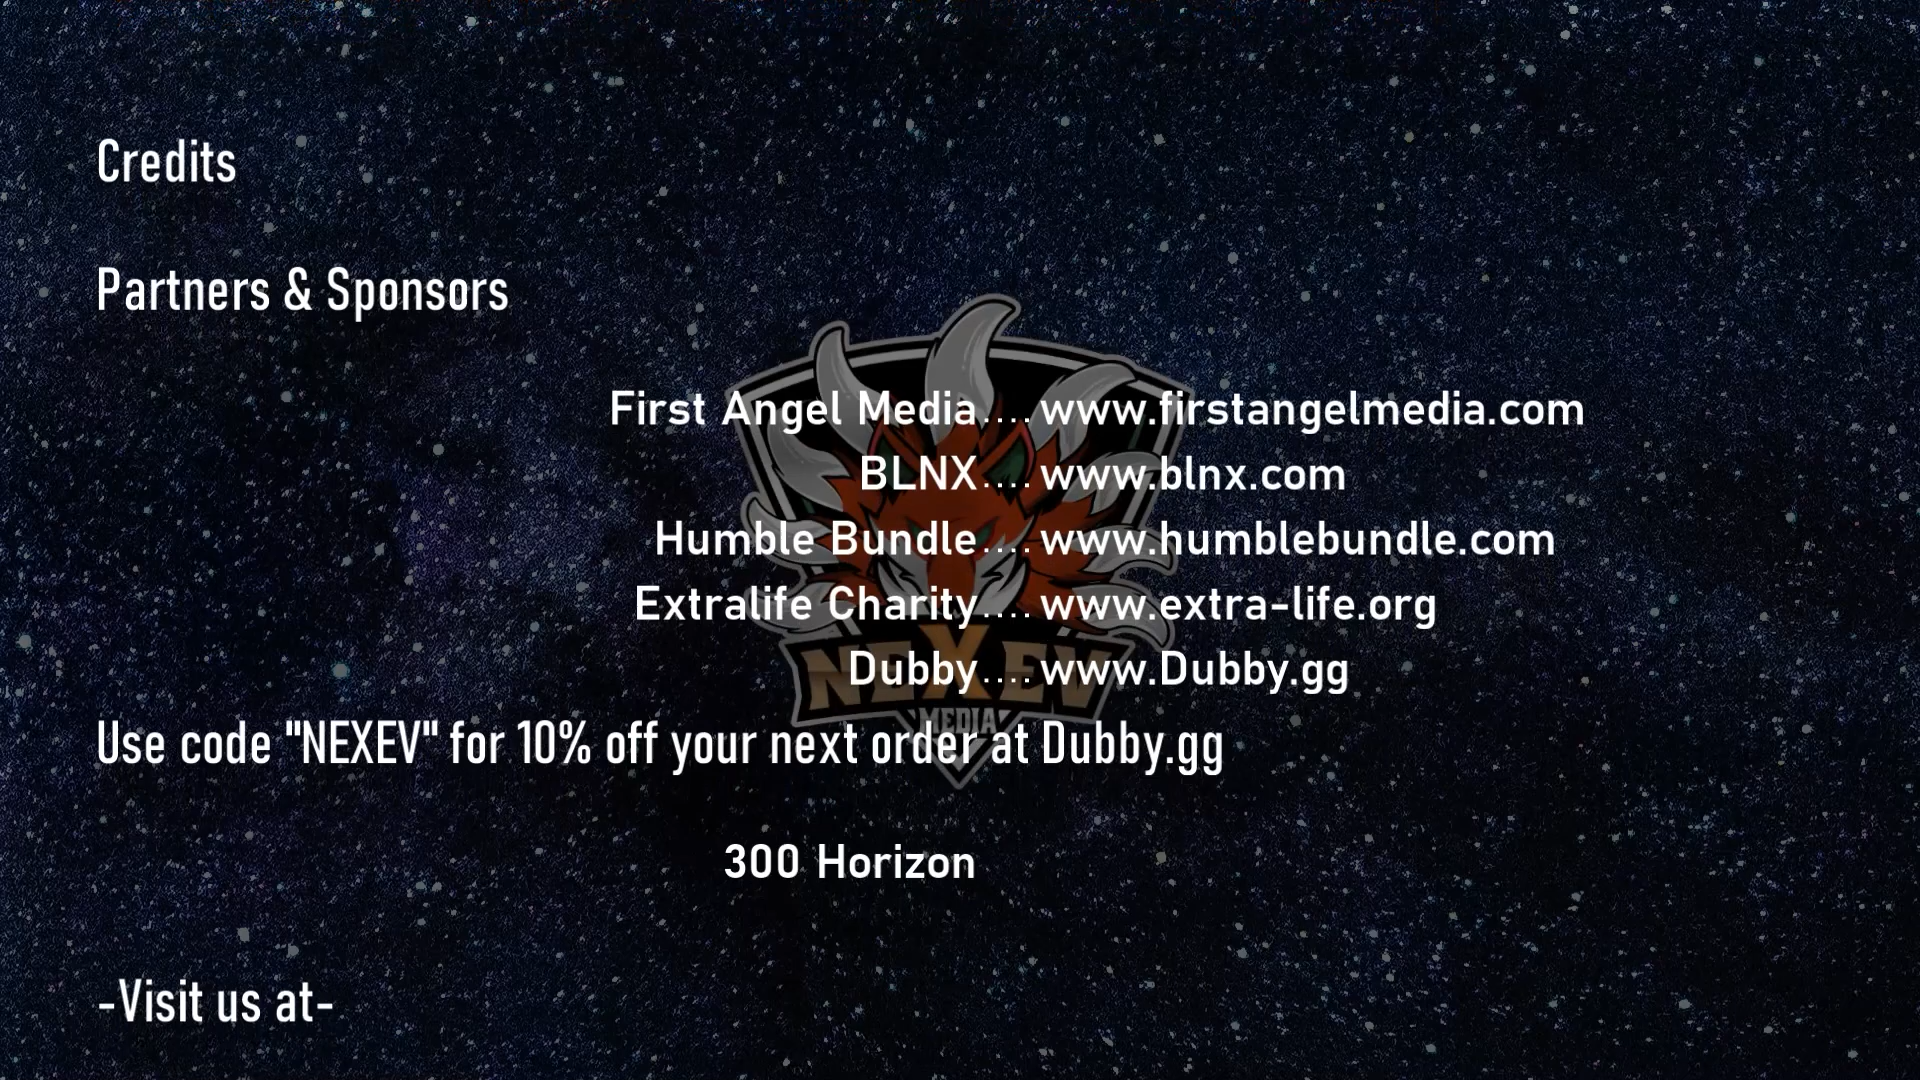 Credits
Partners & Sponsors
First Angel Media....www.firstangelmedia.com
BLNX....www.blnx.com
Humble Bundle....www.humblebundle.com
Extralife Charity....www.extra-life.org
Dubby....www.Dubby.gg
NEXEV
MEDIA
Use code "NEXEV" for 10% off your next order at Dubby.gg
300 Horizon
-Visit us at-